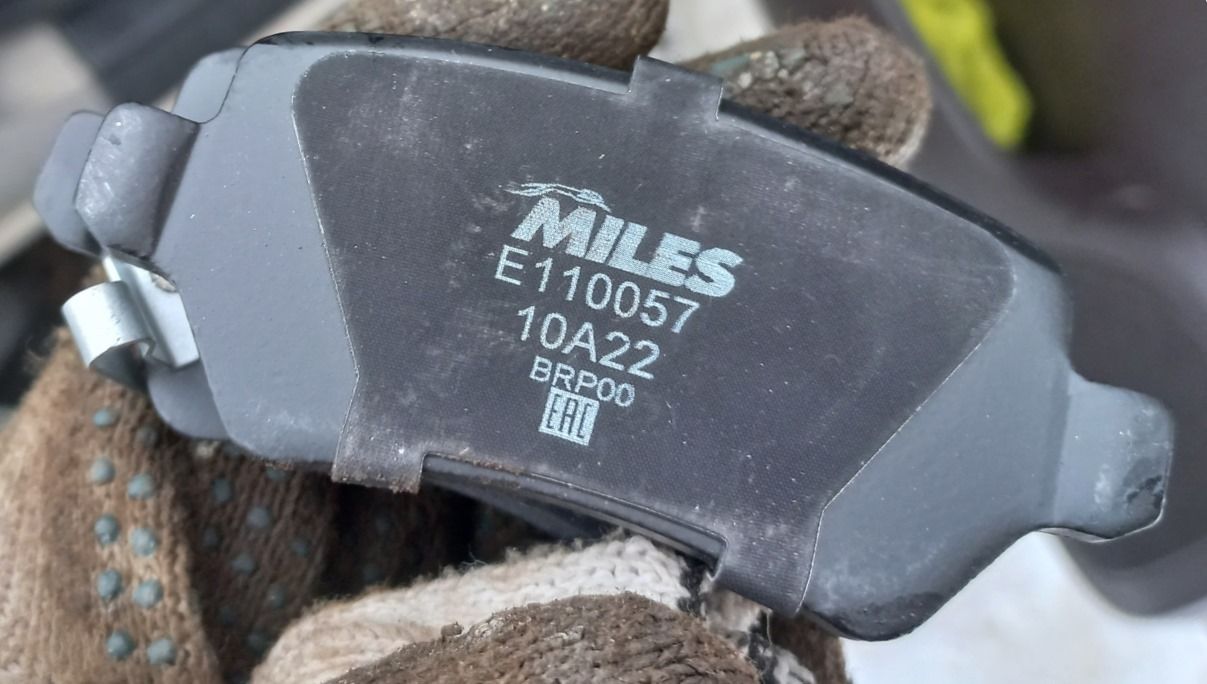 MILES
E110057
10A22
BRP00
EAC